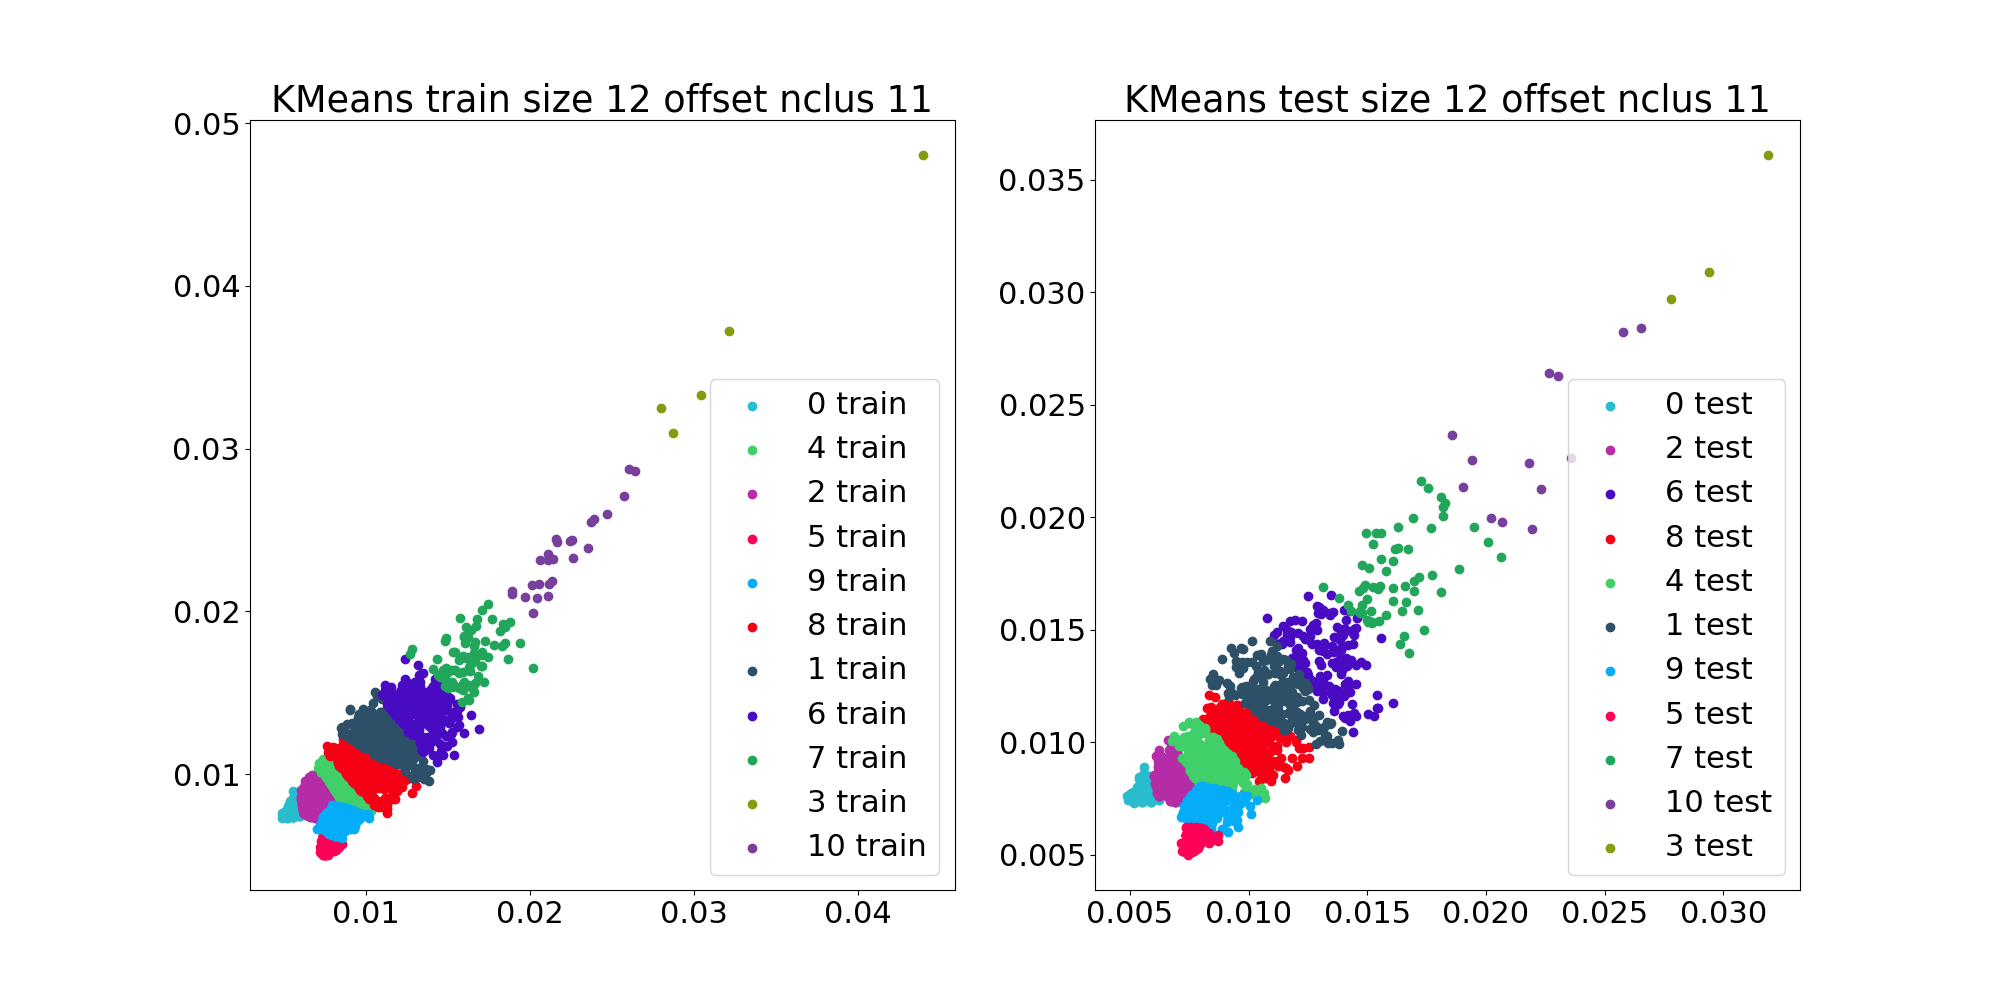 KMeans train size 12 offset nclus 11
0.05
0.04
0.03
0.02
0.01
0.01 0.02 0.03 0.04
0 train
4 train
2 train
5 train
9 train
8 train
1 train
6 train
7 train
3 train
10 train
KMeans test size 12 offset nclus 11
0.035
0.030
0.025
0.020
0.015
0.010
0.005
0.005 0.010 0.015 0.020 0.025 0.030
0 test
2 test
6 test
8 test
4 test
1 test
9 test
5 test
7 test
10 test
3 test